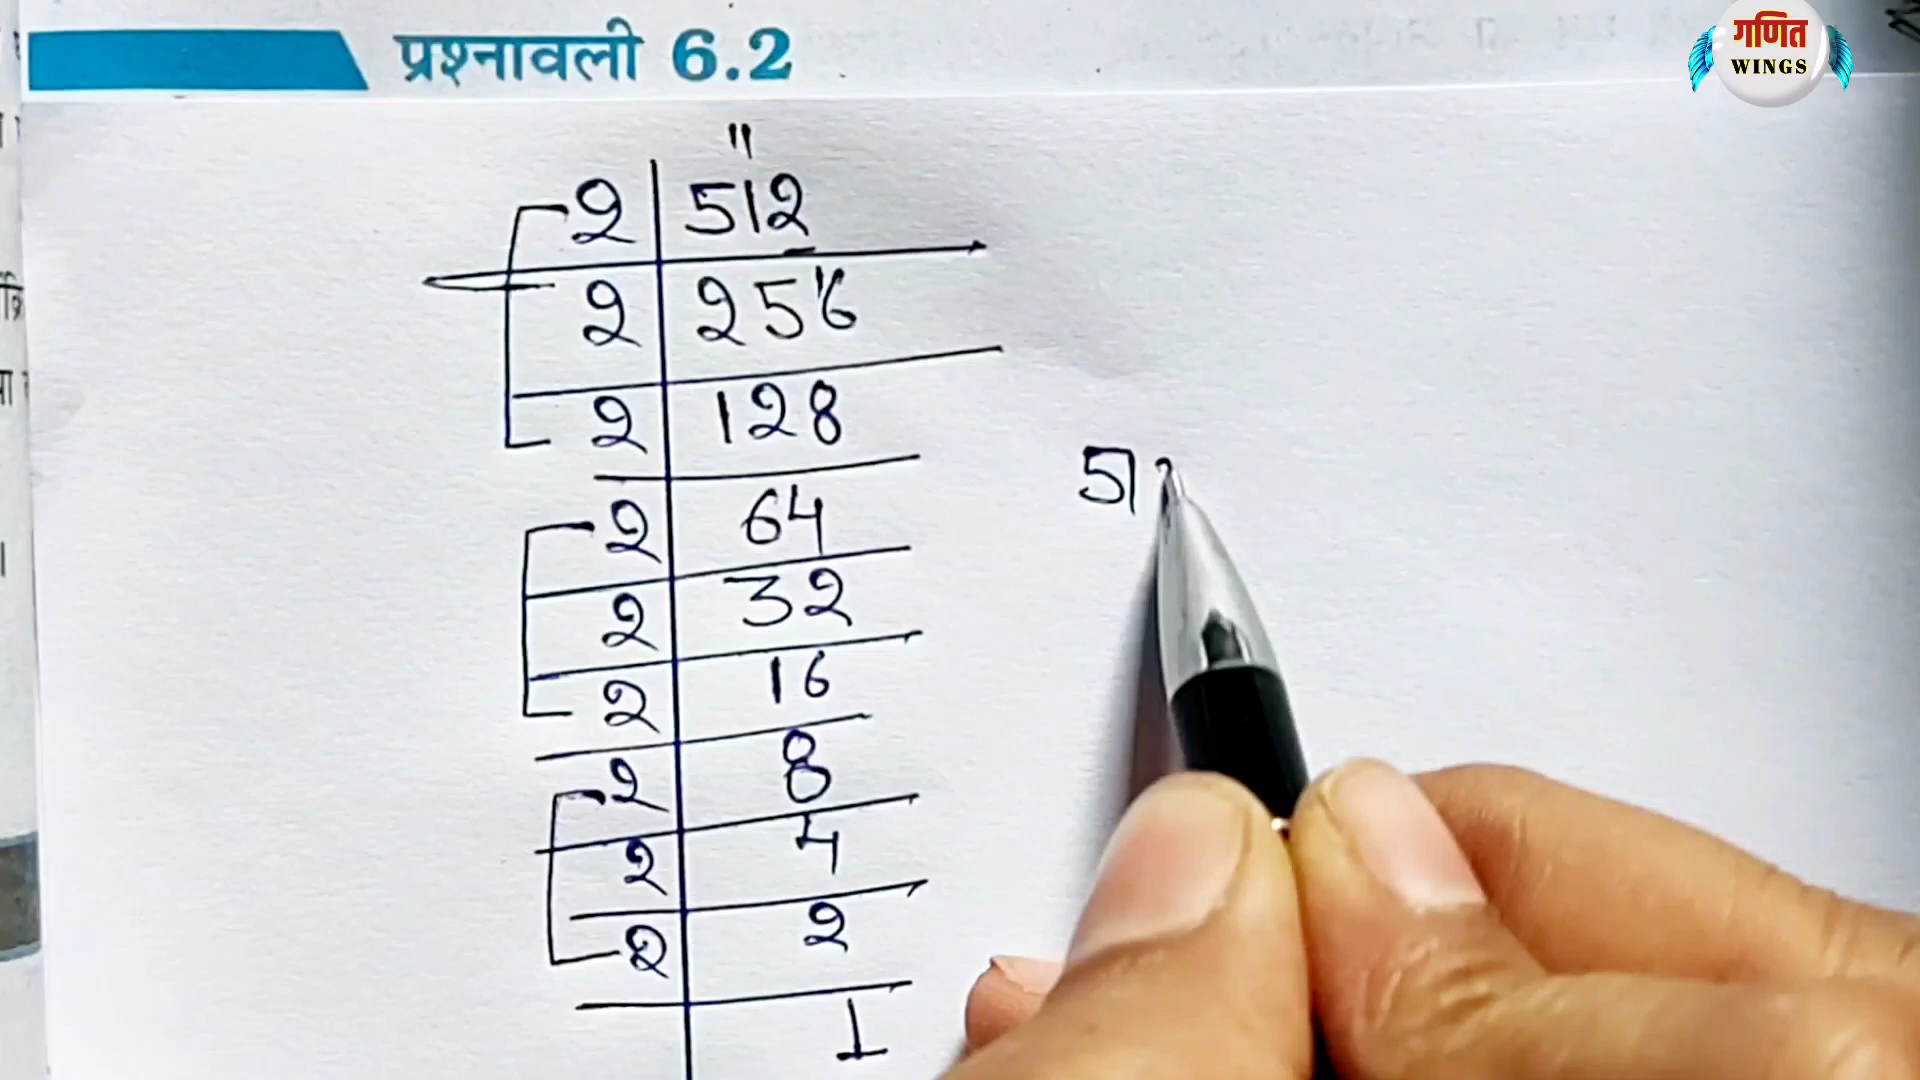 प्रश्नावली 6.2
गणित
WINGS
2 | 512
2 | 256
2 | 128
2 | 64
2 | 32
2 | 16
2 | 8
2 | 4
2 | 2
1
51